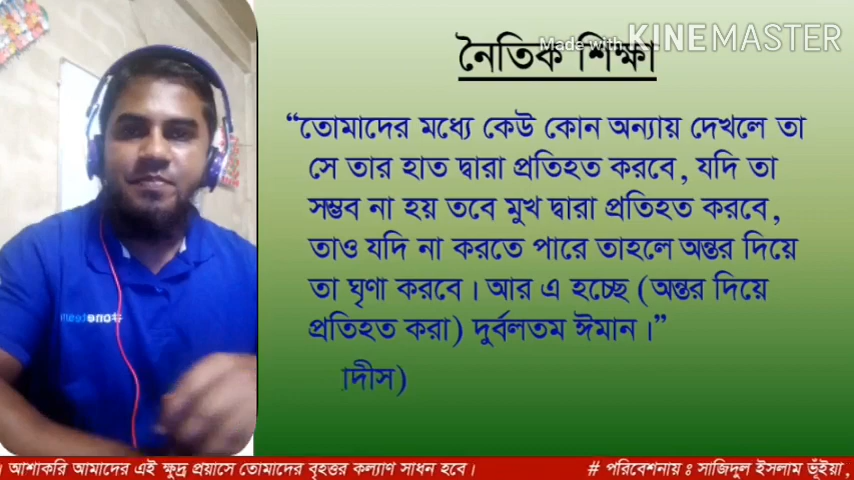 Made with KINEMASTER
নৈতিক শিক্ষা
“তোমাদের মধ্যে কেউ কোন অন্যায় দেখলে তা
সে তার হাত দ্বারা প্রতিহত করবে, যদি তা
সম্ভব না হয় তবে মুখ দ্বারা প্রতিহত করবে,
তাও যদি না করতে পারে তাহলে অন্তর দিয়ে
তা ঘৃণা করবে। আর এ হচ্ছে (অন্তর দিয়ে
প্রতিহত করা) দুর্বলতম ঈমান।”
াদীস)
#oneteam
। আশাকরি আমাদের এই ক্ষুদ্র প্রয়াসে তোমাদের বৃহত্তর কল্যাণ সাধন হবে। # পরিবেশনায় ঃ সাজিদুল ইসলাম ভূঁইয়া,